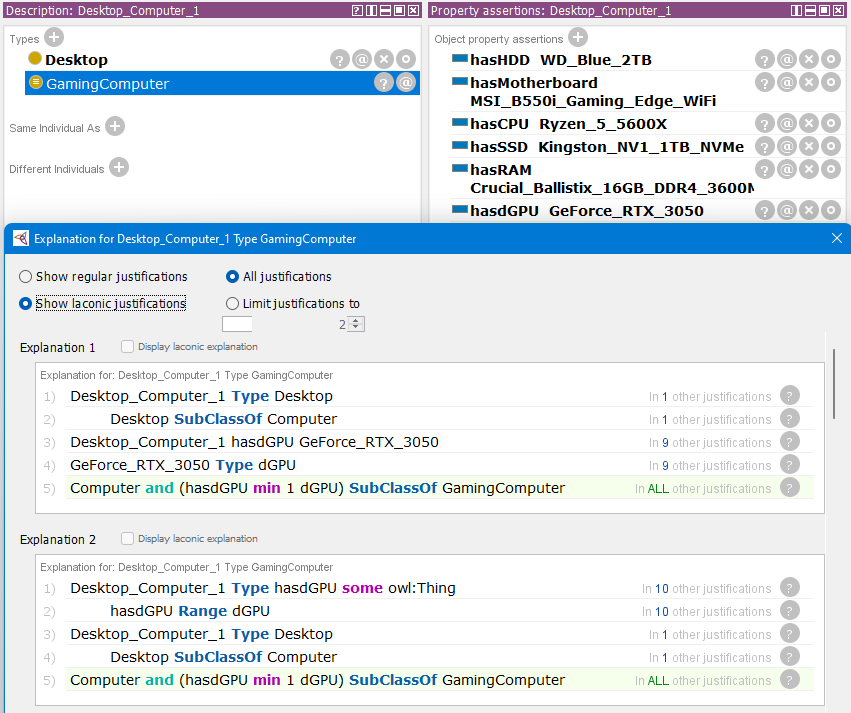 Description: Desktop_Computer_1
Types
Desktop
GamingComputer
Same Individual As
Different Individuals
Property assertions: Desktop_Computer_1
Object property assertions
hasHDD WD_Blue_2TB
hasMotherboard
MSI_B550i_Gaming_Edge_WiFi
hasCPU Ryzen_5_5600X
hasSSD Kingston_NV1_1TB_NVMe
hasRAM
Crucial_Ballistix_16GB_DDR4_3600M
hasdGPU GeForce_RTX_3050
Explanation for Desktop_Computer_1 Type GamingComputer
Show regular justifications All justifications
Show laconic justifications Limit justifications to
2
Explanation 1 Display laconic explanation
Explanation for: Desktop_Computer_1 Type GamingComputer
1) Desktop_Computer_1 Type Desktop In 1 other justifications ?
2) Desktop SubClassOf Computer In 1 other justifications ?
3) Desktop_Computer_1 hasdGPU GeForce_RTX_3050 In 9 other justifications ?
4) GeForce_RTX_3050 Type dGPU In 9 other justifications ?
5) Computer and (hasdGPU min 1 dGPU) SubClassOf GamingComputer In ALL other justifications ?
Explanation 2 Display laconic explanation
Explanation for: Desktop_Computer_1 Type GamingComputer
1) Desktop_Computer_1 Type hasdGPU some owl:Thing In 10 other justifications ?
2) hasdGPU Range dGPU In 10 other justifications ?
3) Desktop_Computer_1 Type Desktop In 1 other justifications ?
4) Desktop SubClassOf Computer In 1 other justifications ?
5) Computer and (hasdGPU min 1 dGPU) SubClassOf GamingComputer In ALL other justifications ?